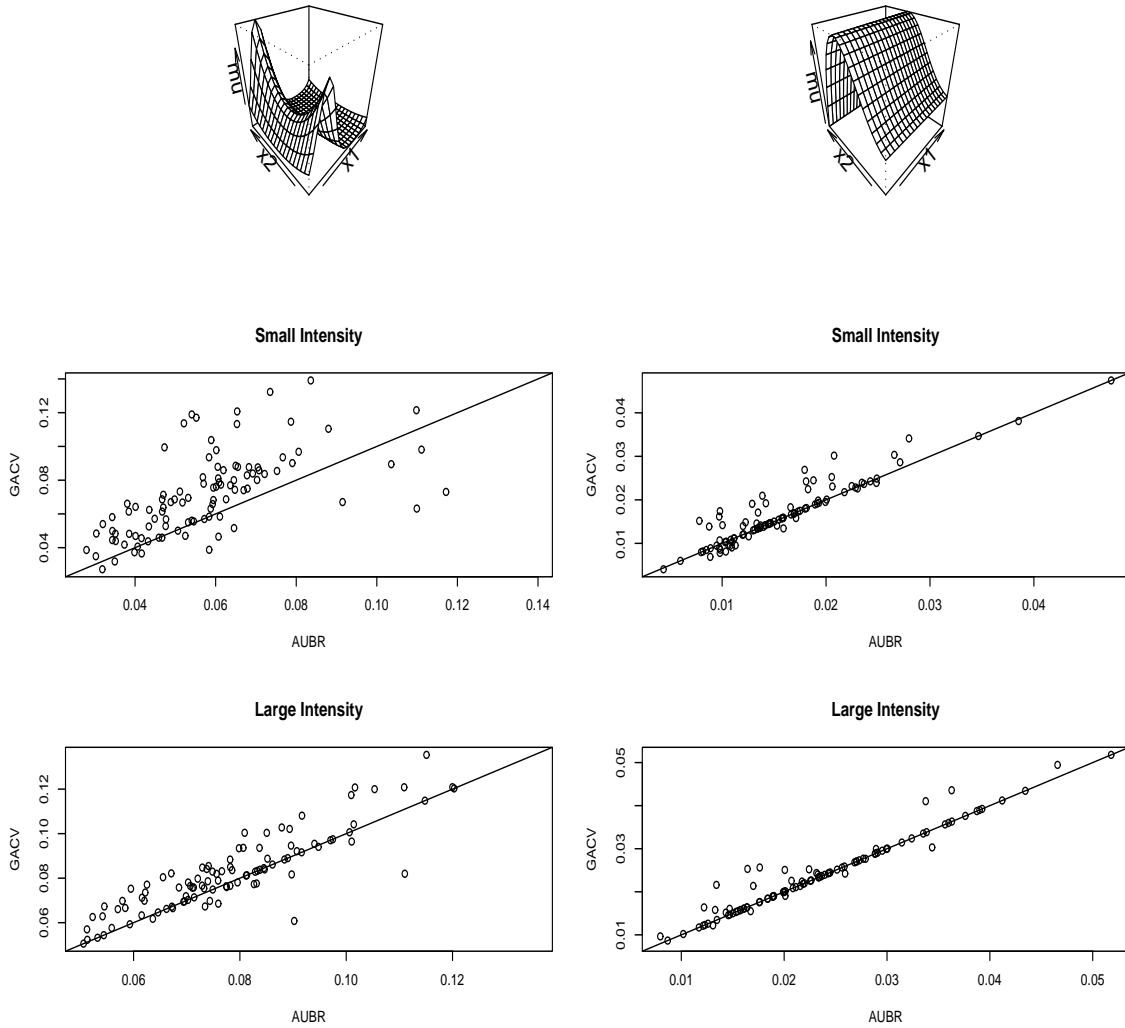 mu
x2
x1
mu
x2
x1
Small Intensity
GACV
0.04 0.08 0.12
0.04 0.06 0.08 0.10 0.12 0.14
AUBR
Small Intensity
GACV
0.01 0.02 0.03 0.04
0.01 0.02 0.03 0.04
AUBR
Large Intensity
GACV
0.06 0.08 0.10 0.12
0.06 0.08 0.10 0.12
AUBR
Large Intensity
GACV
0.01 0.03 0.05
0.01 0.02 0.03 0.04 0.05
AUBR